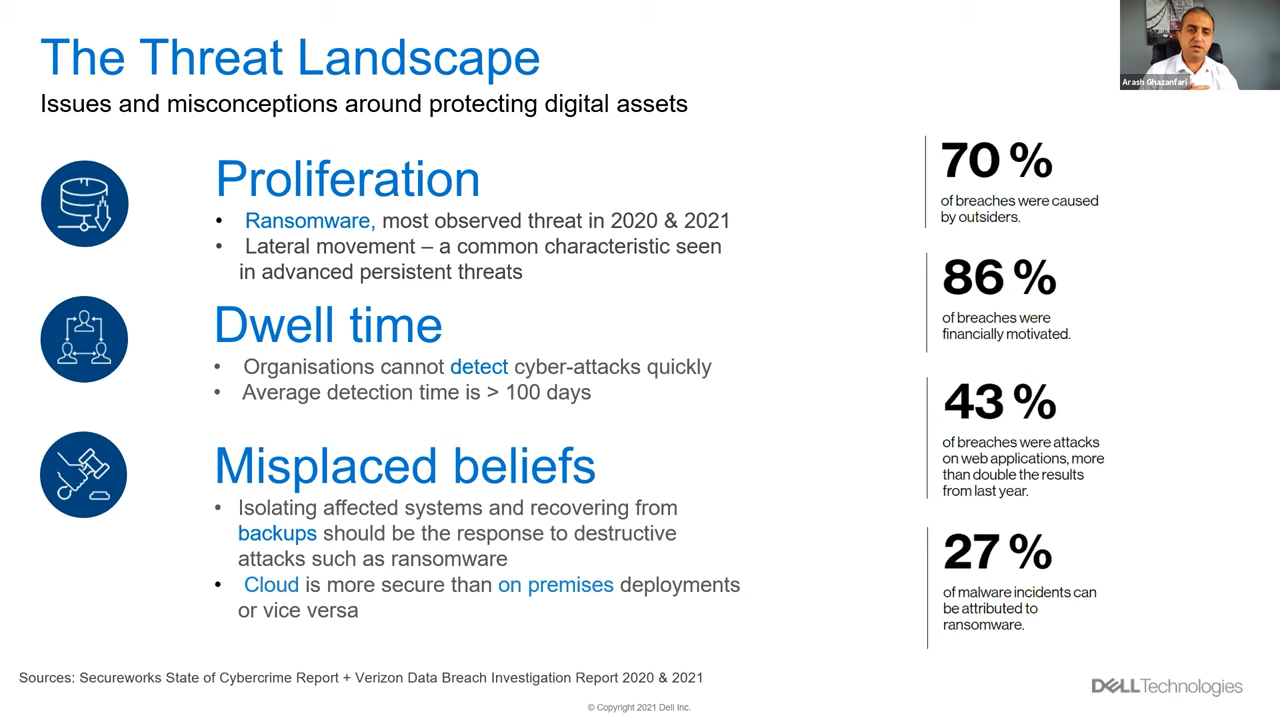 The Threat Landscape
Issues and misconceptions around protecting digital assets
Arash Ghazanfari
Proliferation
• Ransomware, most observed threat in 2020 & 2021
• Lateral movement – a common characteristic seen
in advanced persistent threats
Dwell time
• Organisations cannot detect cyber-attacks quickly
• Average detection time is > 100 days
Misplaced beliefs
• Isolating affected systems and recovering from
backups should be the response to destructive
attacks such as ransomware
• Cloud is more secure than on premises deployments
or vice versa
70 %
of breaches were caused
by outsiders.
86 %
of breaches were
financially motivated.
43 %
of breaches were attacks
on web applications, more
than double the results
from last year.
27 %
of malware incidents can
be attributed to
ransomware.
Sources: Secureworks State of Cybercrime Report + Verizon Data Breach Investigation Report 2020 & 2021
DELL Technologies
© Copyright 2021 Dell Inc.